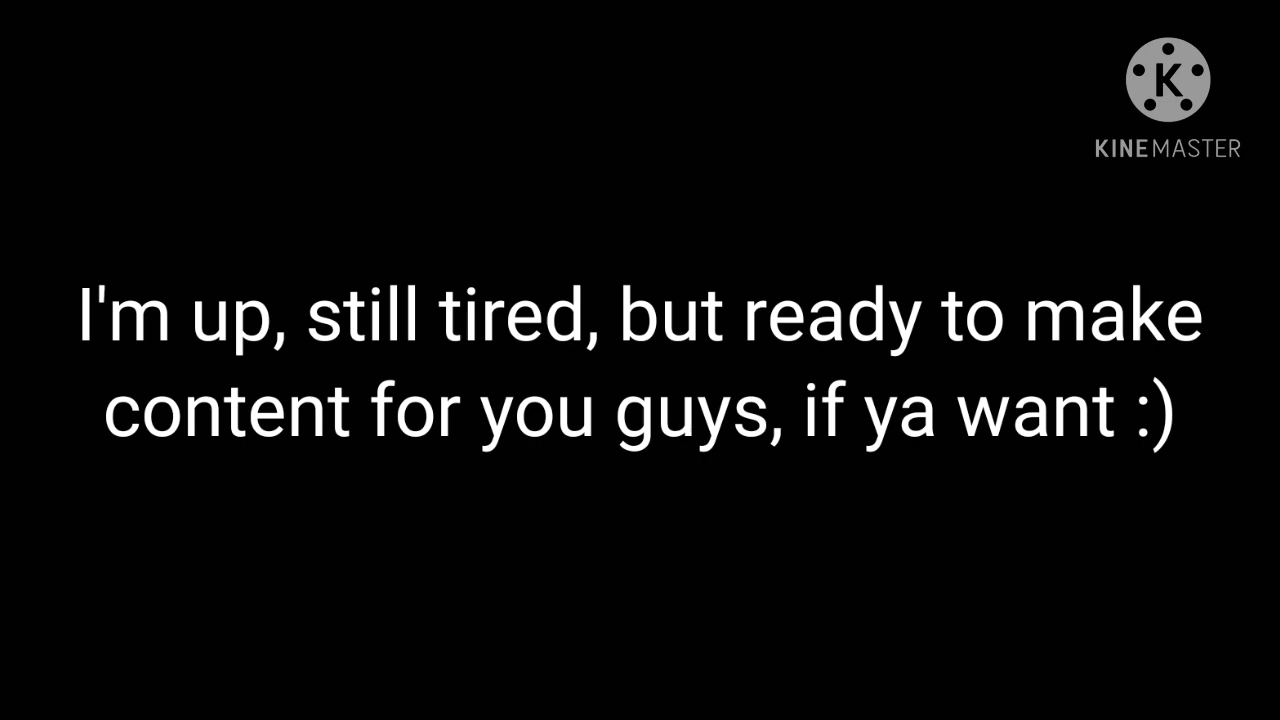 K
KINEMASTER
I'm up, still tired, but ready to make
content for you guys, if ya want :)